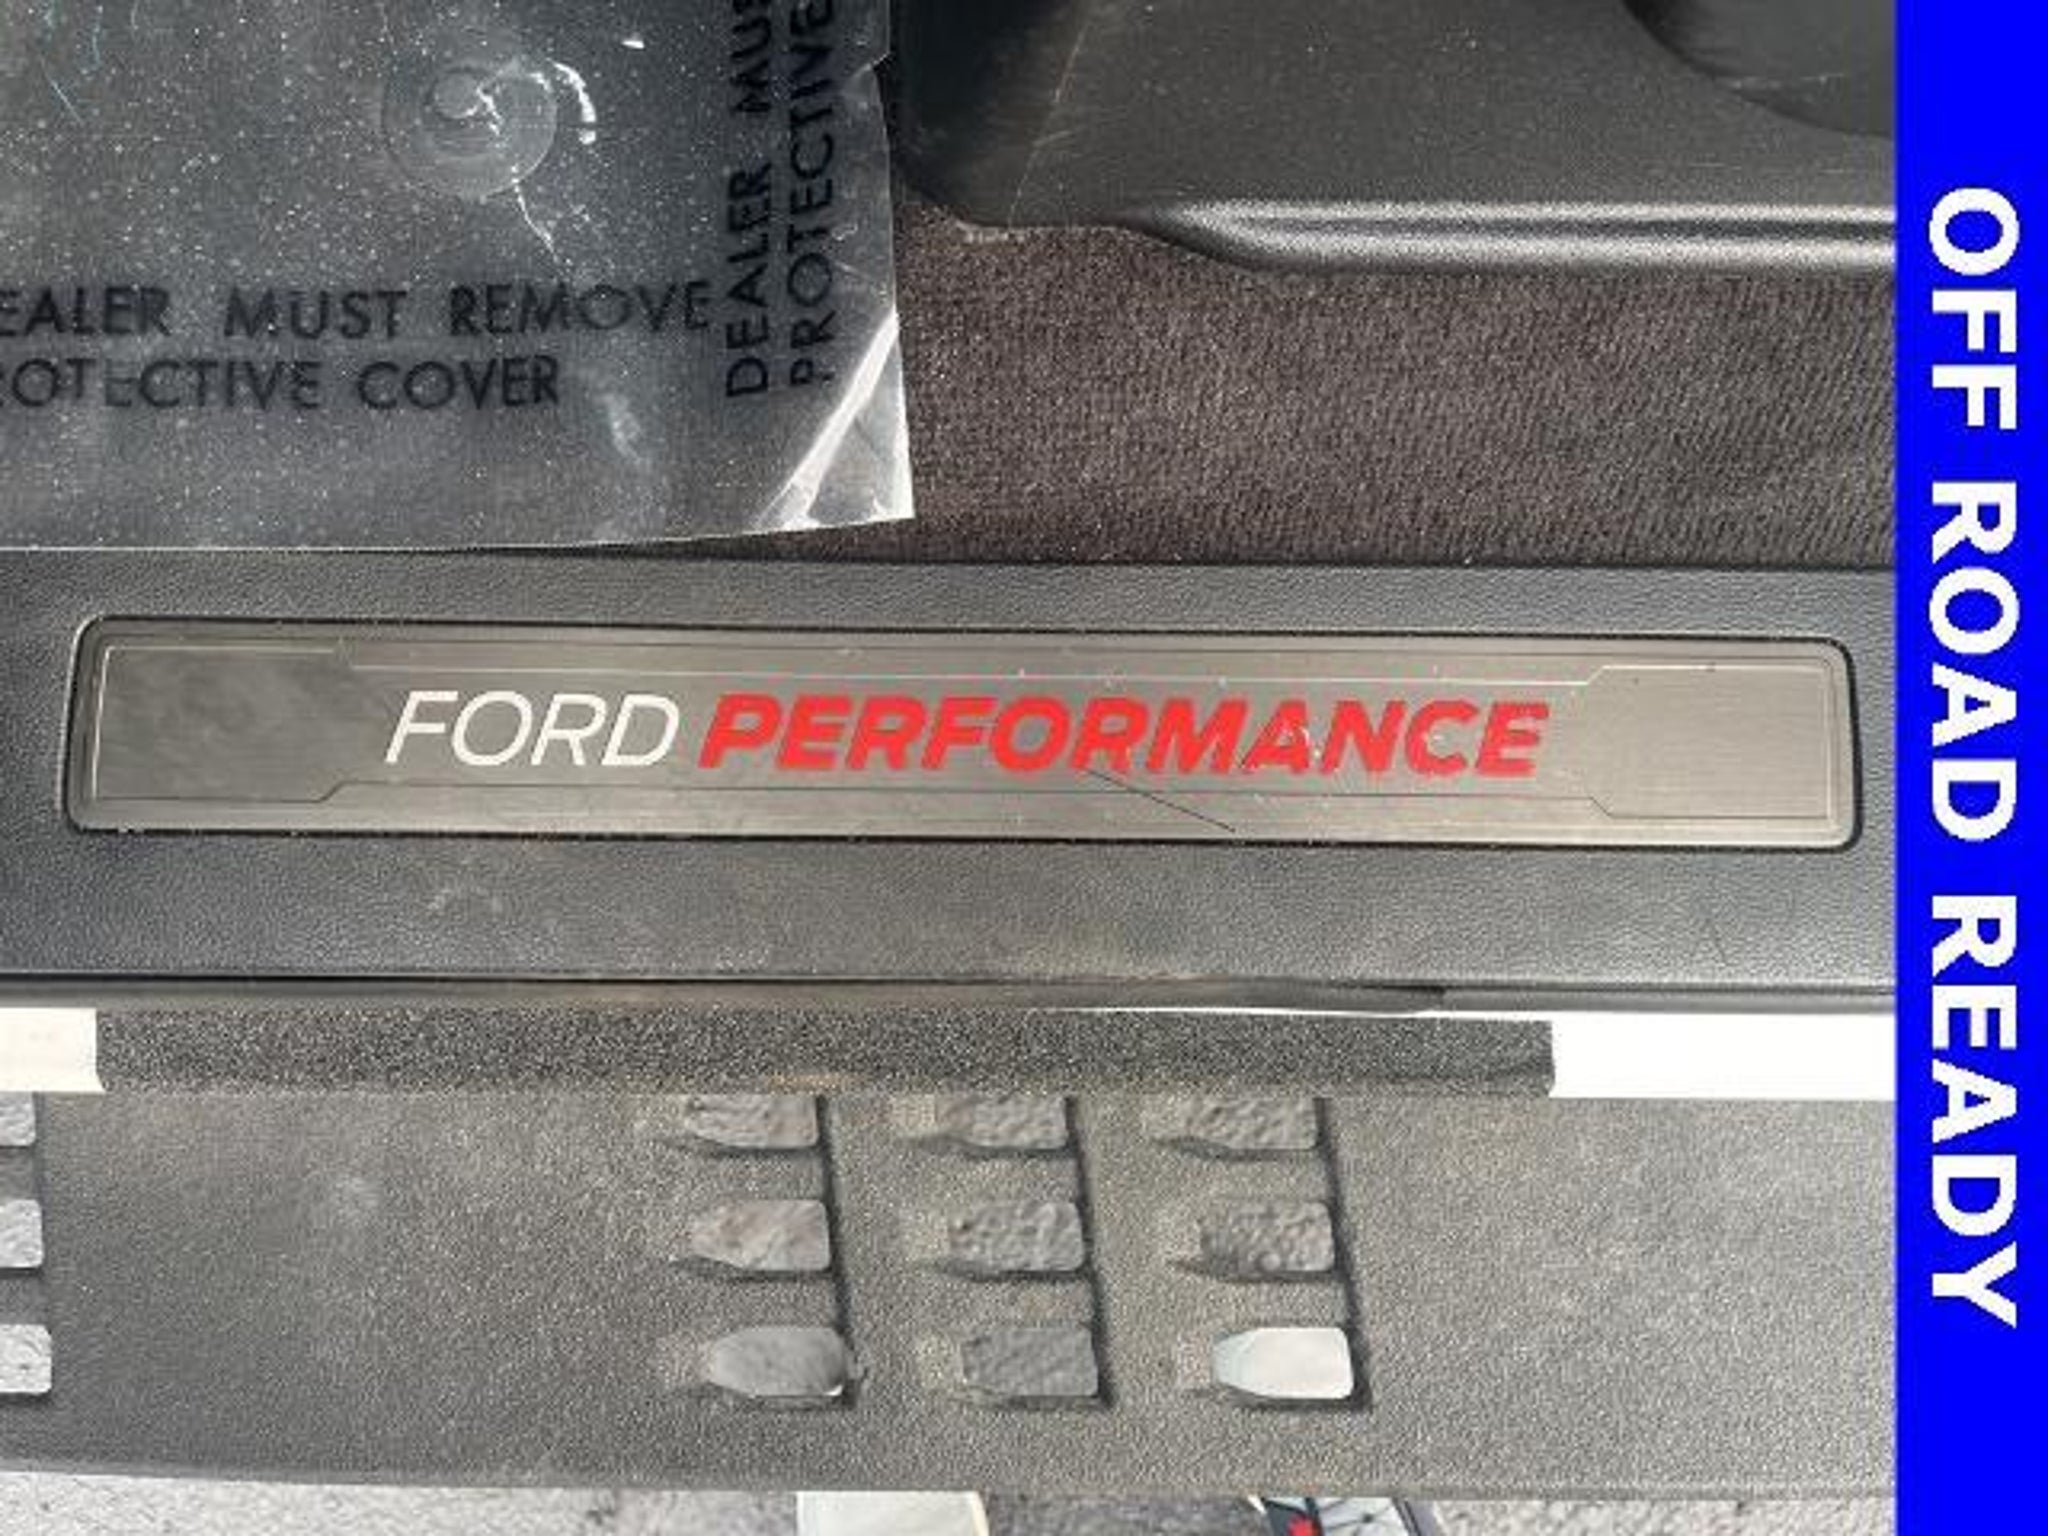 EALER MUST REMOVE
ROTECTIVE COVER
DEALER MUS
PROTECTIVE
FORD PERFORMANCE
OFF ROAD READY